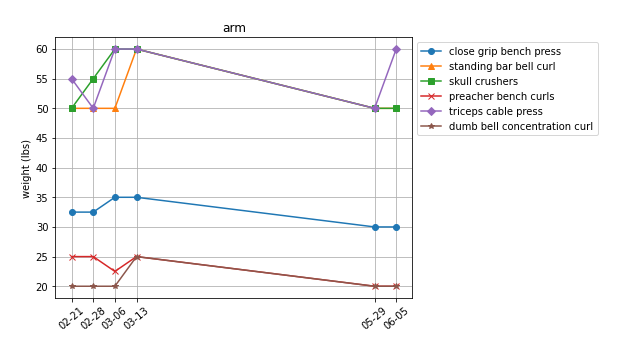 arm
60
55
50
45
40
35
30
25
20
weight (lbs)
02-21
02-28
03-06
03-13
05-29
06-05
close grip bench press
standing bar bell curl
skull crushers
preacher bench curls
triceps cable press
dumb bell concentration curl